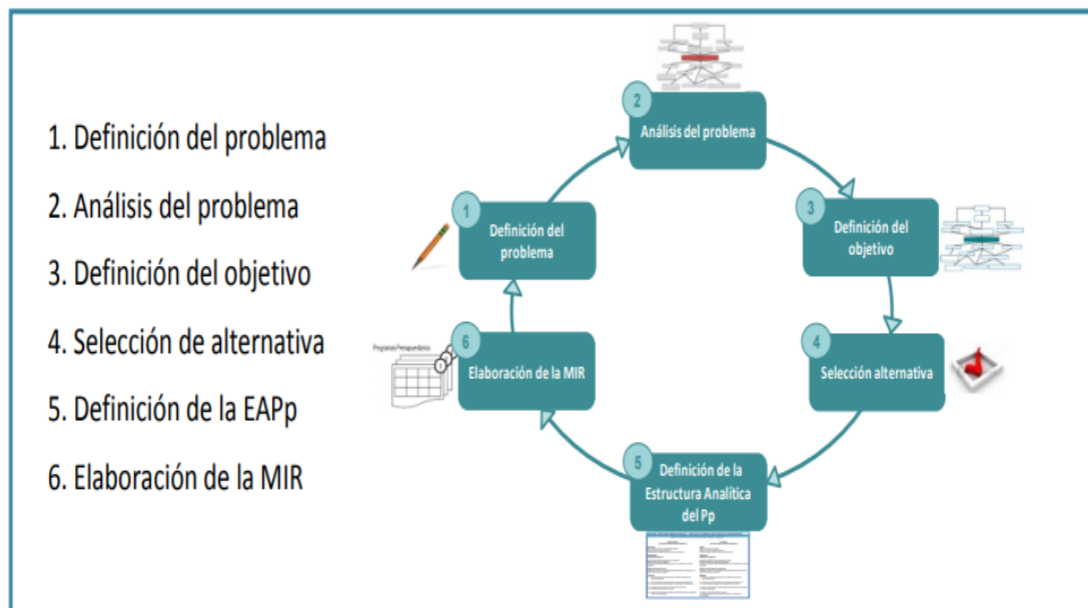 1. Definición del problema
2. Análisis del problema
3. Definición del objetivo
4. Selección de alternativa
5. Definición de la EAPp
6. Elaboración de la MIR
2
Análisis del problema
1
Definición del
problema
3
Definición del
objetivo
6
Elaboración de la MIR
Programas Presupuestarios
4
Selección alternativa
5
Definición de la
Estructura Analítica
del Pp